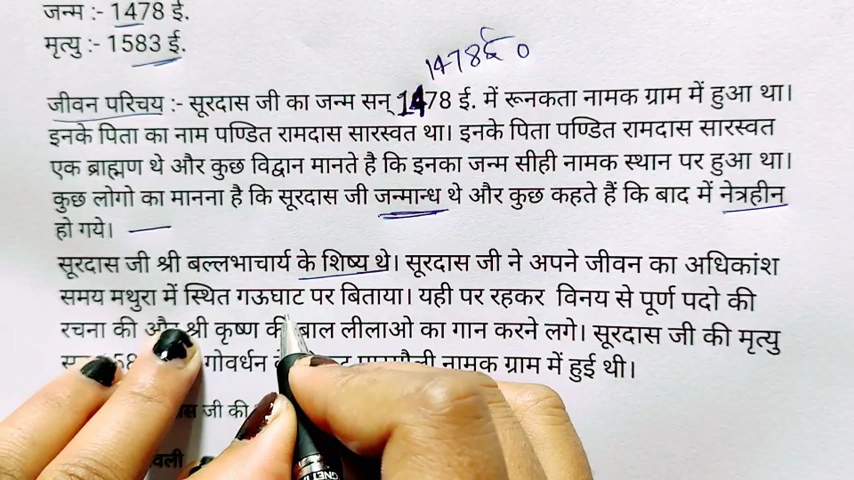 जन्म :- 1478 ई.
मृत्यु :- 1583 ई.
1478ई०
जीवन परिचय :- सूरदास जी का जन्म सन् 1478 ई. में रूनकता नामक ग्राम में हुआ था।
इनके पिता का नाम पण्डित रामदास सारस्वत था। इनके पिता पण्डित रामदास सारस्वत
एक ब्राह्मण थे और कुछ विद्वान मानते है कि इनका जन्म सीही नामक स्थान पर हुआ था।
कुछ लोगो का मानना है कि सूरदास जी जन्मान्ध थे और कुछ कहते हैं कि बाद में नेत्रहीन
हो गये।
सूरदास जी श्री बल्लभाचार्य के शिष्य थे। सूरदास जी ने अपने जीवन का अधिकांश
समय मथुरा में स्थित गऊघाट पर बिताया। यही पर रहकर विनय से पूर्ण पदो की
रचना की और श्री कृष्ण की बाल लीलाओ का गान करने लगे। सूरदास जी की मृत्यु
गोवर्धन नामक ग्राम में हुई थी।
जी की